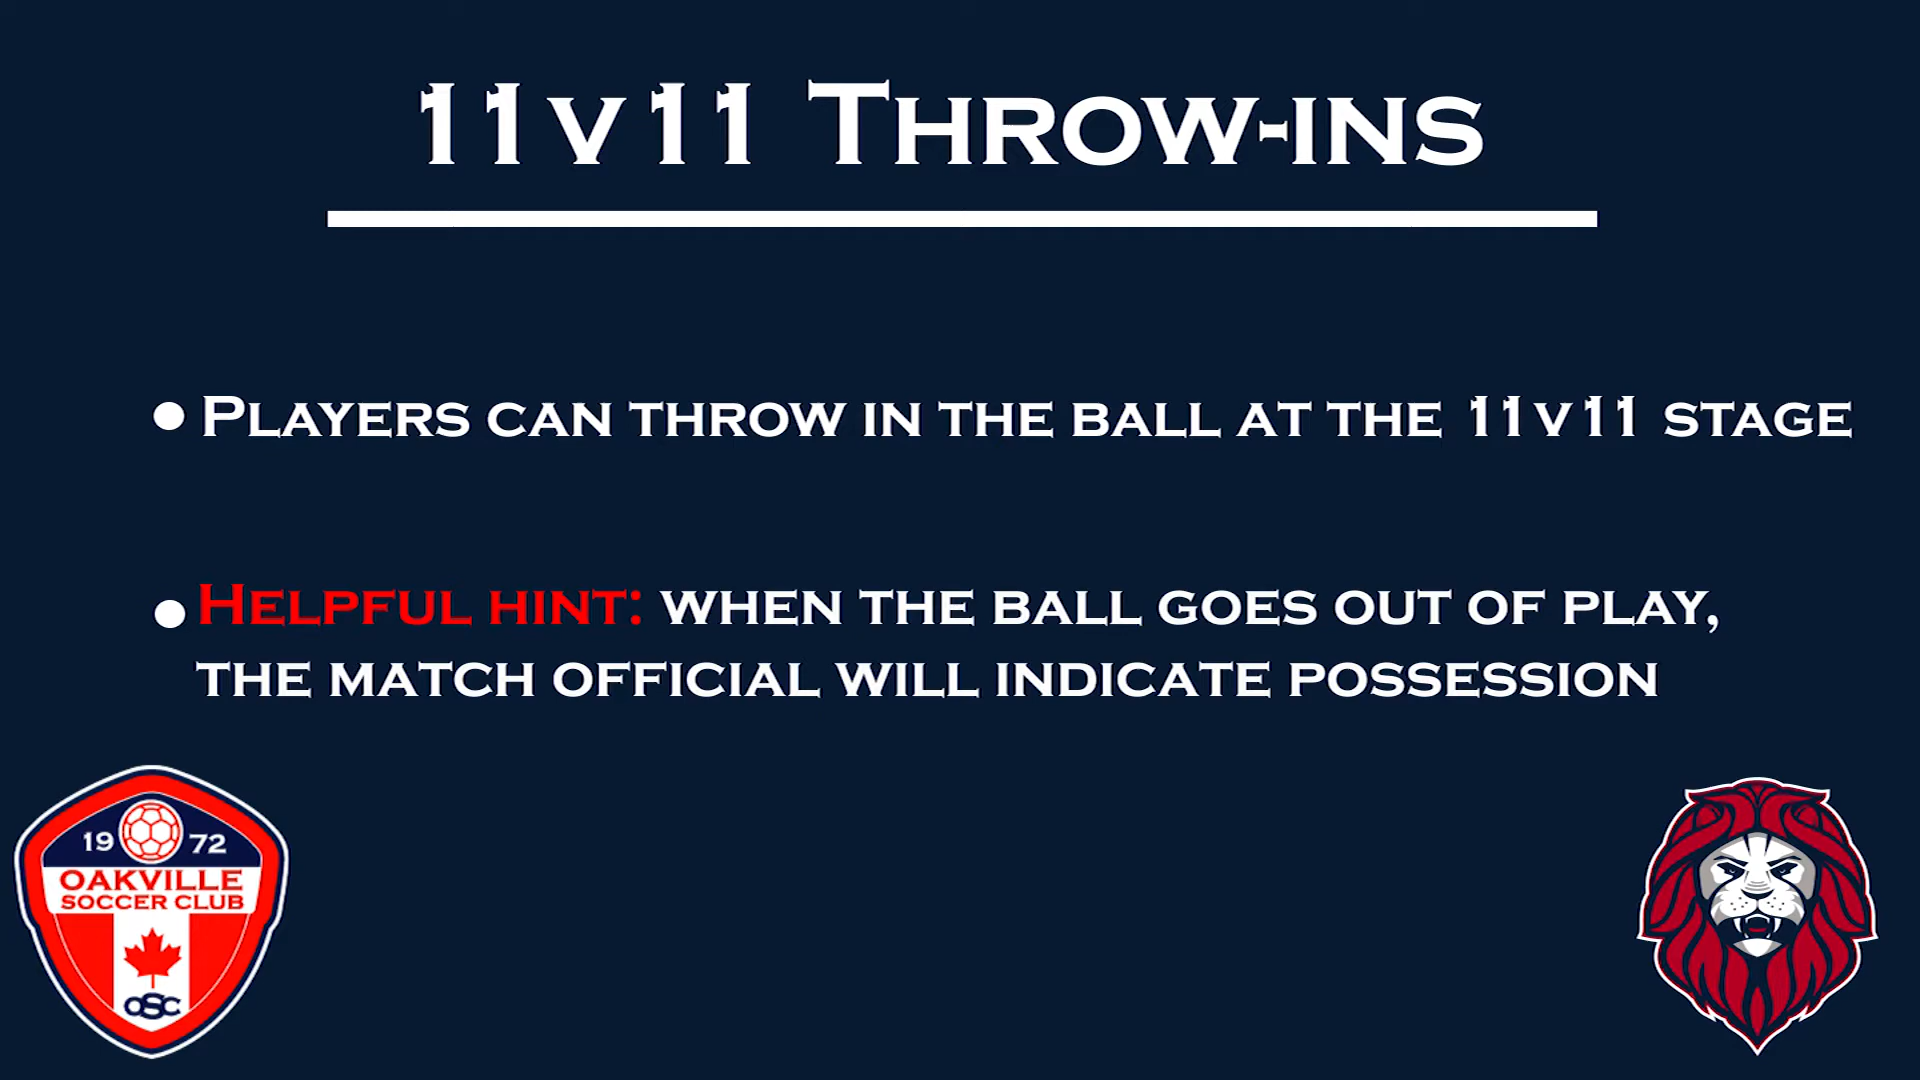 11v11 Throw-ins
Players can throw in the ball at the 11v11 stage
Helpful hint: when the ball goes out of play,
the match official will indicate possession
19 72
OAKVILLE
SOCCER CLUB
OSC